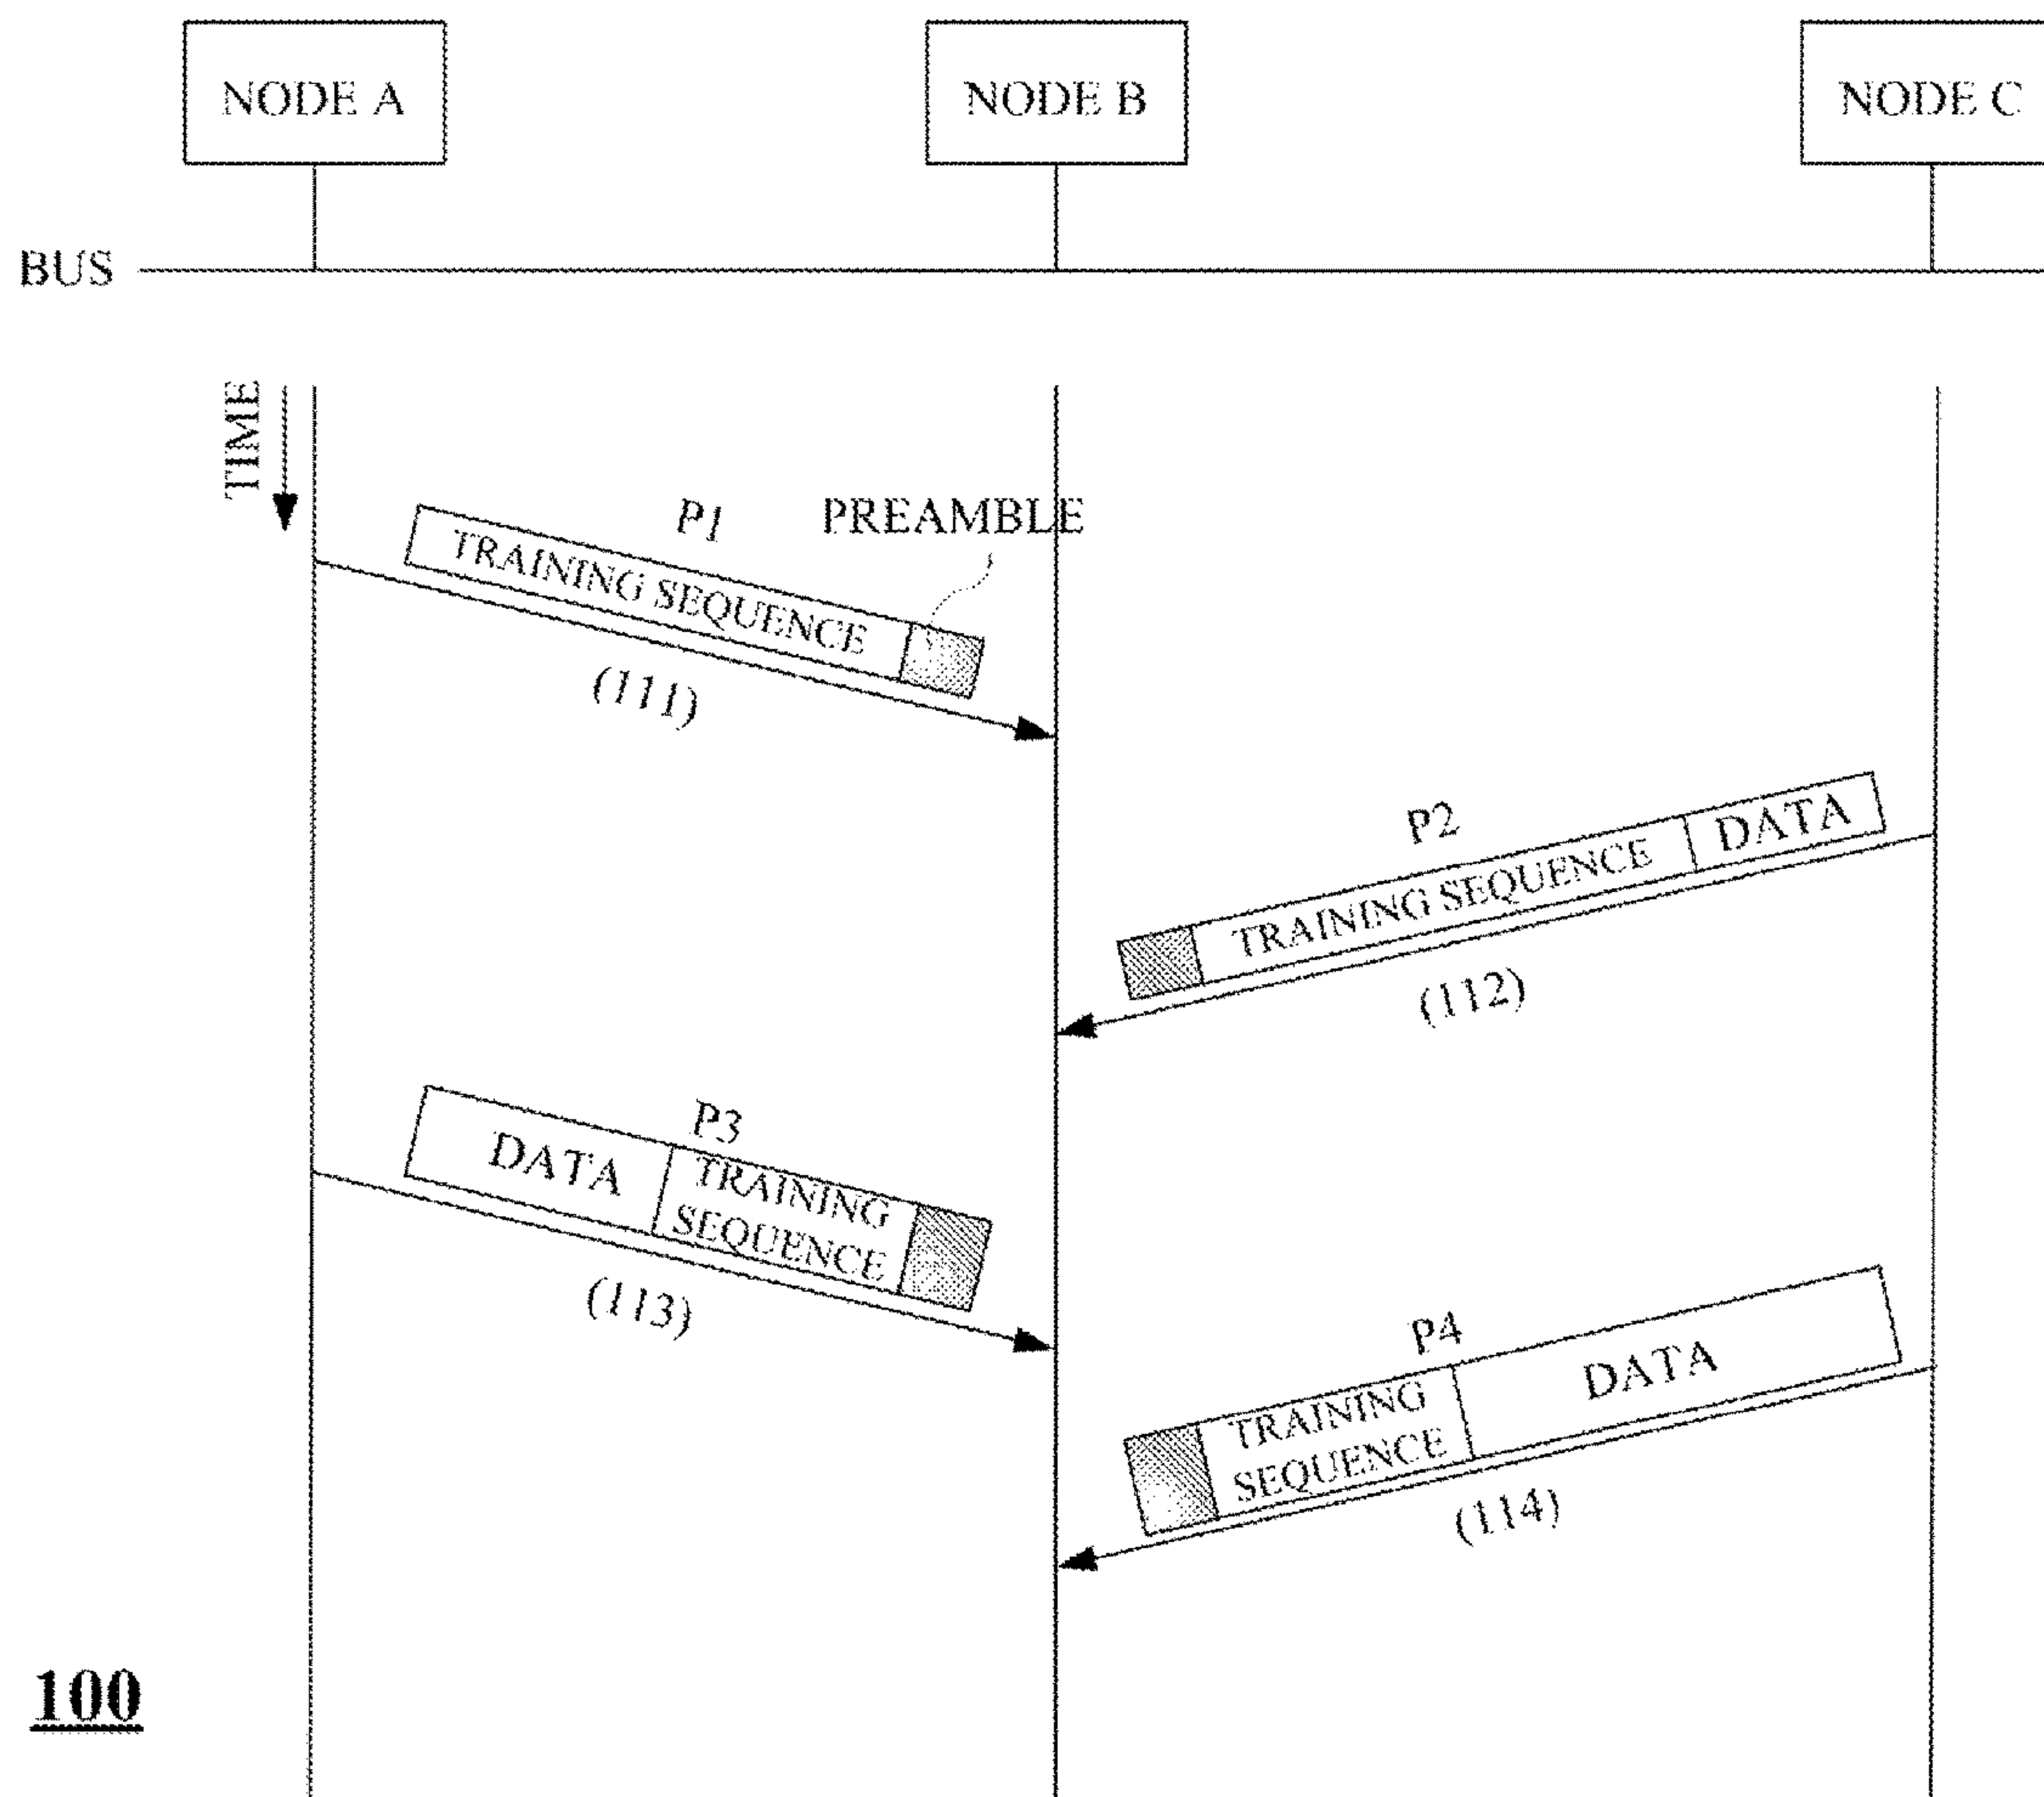 NODE A
NODE B
NODE C
BUS
TIME
P1
PREAMBLE
TRAINING SEQUENCE
(111)
P2
TRAINING SEQUENCE
DATA
(112)
P3
DATA
TRAINING
SEQUENCE
(113)
P4
TRAINING
SEQUENCE
DATA
(114)
100